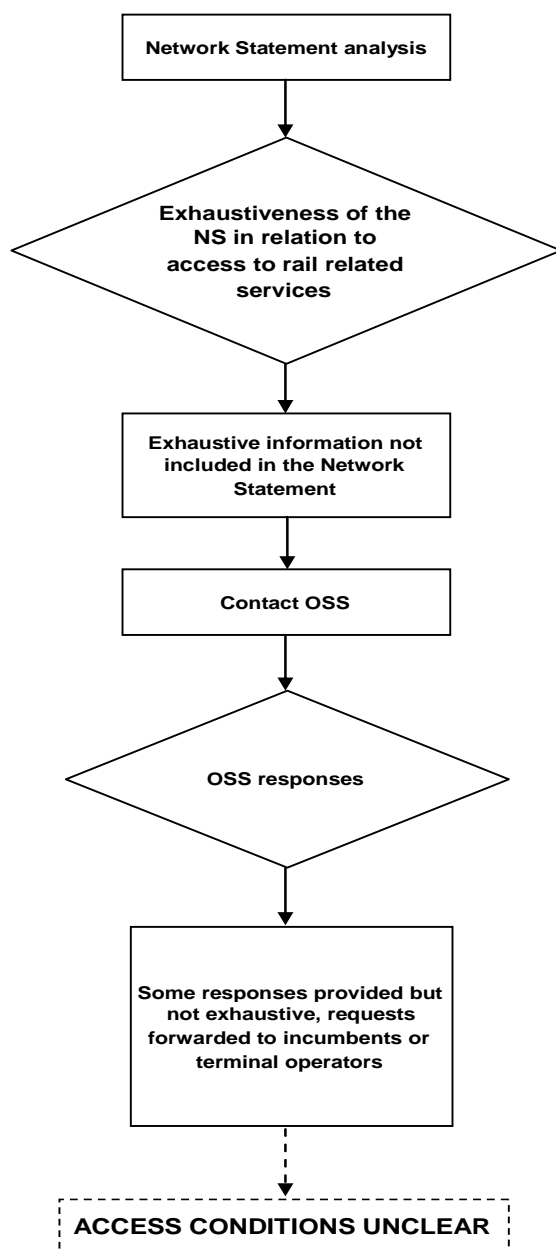 Network Statement analysis
Exhaustiveness of the
NS in relation to
access to rail related
services
Exhaustive information not
included in the Network
Statement
Contact OSS
OSS responses
Some responses provided but
not exhaustive, requests
forwarded to incumbents or
terminal operators
ACCESS CONDITIONS UNCLEAR